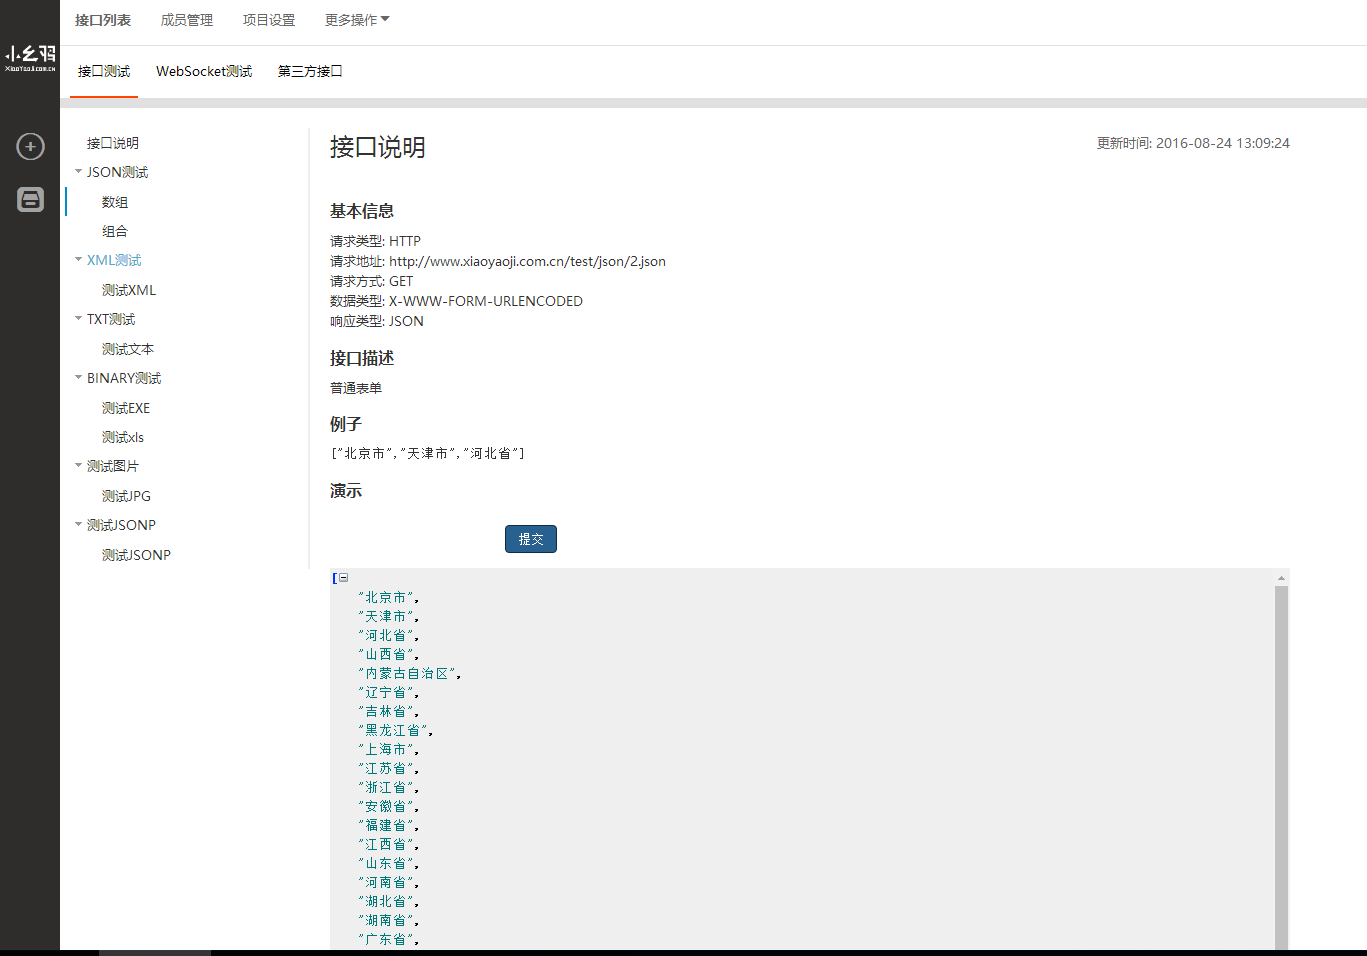 接口列表 成员管理 项目设置 更多操作
小幺鸡
XiaoYaoJi.com.cn
接口测试 WebSocket测试 第三方接口
接口说明
JSON测试
数组
组合
XML测试
测试XML
TXT测试
测试文本
BINARY测试
测试EXE
测试xls
测试图片
测试JPG
测试JSONP
测试JSONP
接口说明
更新时间: 2016-08-24 13:09:24
基本信息
请求类型: HTTP
请求地址: http://www.xiaoyaoji.com.cn/test/json/2.json
请求方式: GET
数据类型: X-WWW-FORM-URLENCODED
响应类型: JSON
接口描述
普通表单
例子
["北京市","天津市","河北省"]
演示
提交
[
"北京市",
"天津市",
"河北省",
"山西省",
"内蒙古自治区",
"辽宁省",
"吉林省",
"黑龙江省",
"上海市",
"江苏省",
"浙江省",
"安徽省",
"福建省",
"江西省",
"山东省",
"河南省",
"湖北省",
"湖南省",
"广东省",